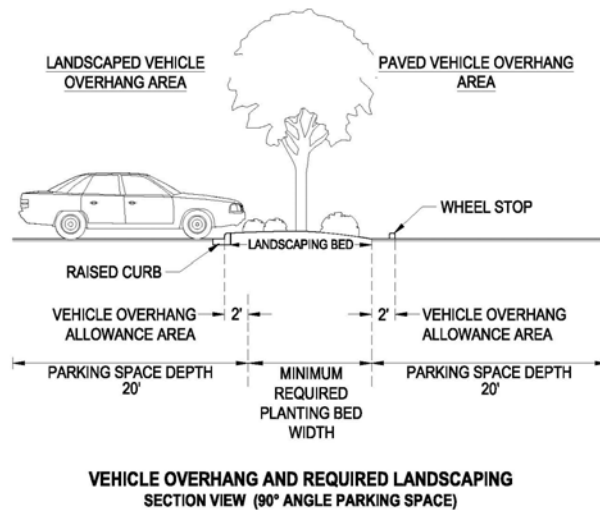 LANDSCAPED VEHICLE
OVERHANG AREA
PAVED VEHICLE OVERHANG
AREA
WHEEL STOP
LANDSCAPING BED
RAISED CURB
VEHICLE OVERHANG
ALLOWANCE AREA
2'
2'
VEHICLE OVERHANG
ALLOWANCE AREA
PARKING SPACE DEPTH
20'
MINIMUM
REQUIRED
PLANTING BED
WIDTH
PARKING SPACE DEPTH
20'
VEHICLE OVERHANG AND REQUIRED LANDSCAPING
SECTION VIEW (90° ANGLE PARKING SPACE)